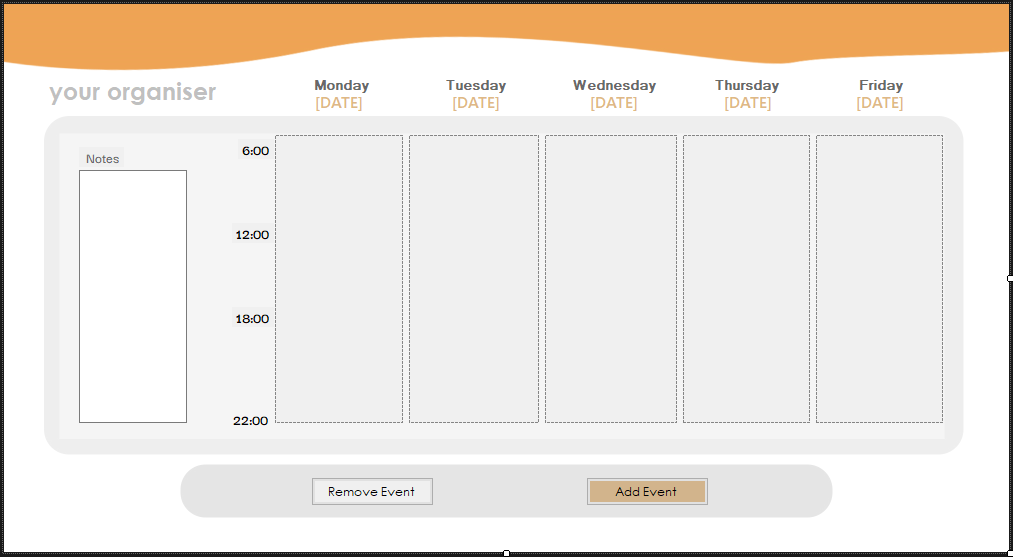 your organiser
Monday Tuesday Wednesday Thursday Friday
[DATE] [DATE] [DATE] [DATE] [DATE]
Notes
6:00
12:00
18:00
22:00
Remove Event Add Event